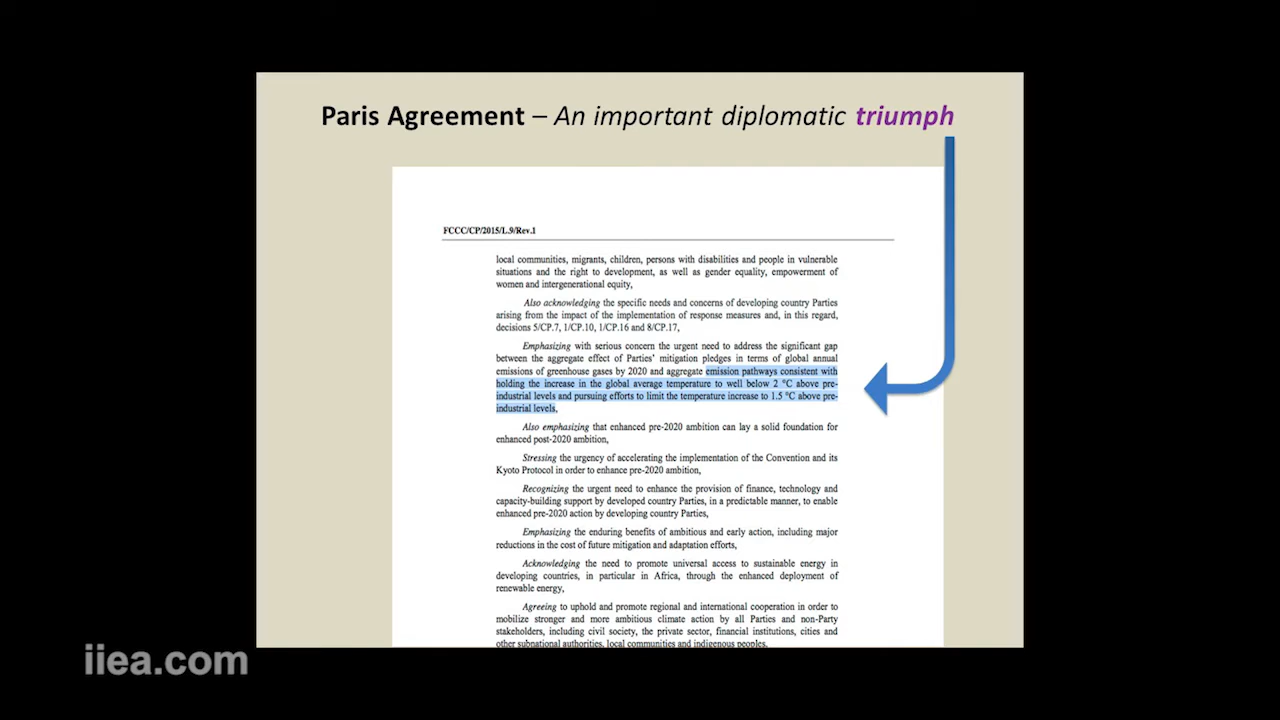 Paris Agreement – An important diplomatic triumph
FCCC/CP/2015/L.9/Rev.1
local communities, migrants, children, persons with disabilities and people in vulnerable
situations and the right to development, as well as gender equality, empowerment of
women and intergenerational equity,
Also acknowledging the specific needs and concerns of developing country Parties
arising from the impact of the implementation of response measures and, in this regard,
decisions 5/CP.7, 1/CP.10, 1/CP.16 and 8/CP.17,
Emphasizing with serious concern the urgent need to address the significant gap
between the aggregate effect of Parties’ mitigation pledges in terms of global annual
emissions of greenhouse gases by 2020 and aggregate emission pathways consistent with
holding the increase in the global average temperature to well below 2 °C above pre-
industrial levels and pursuing efforts to limit the temperature increase to 1.5 °C above pre-
industrial levels,
Also emphasizing that enhanced pre-2020 ambition can lay a solid foundation for
enhanced post-2020 ambition,
Stressing the urgency of accelerating the implementation of the Convention and its
Kyoto Protocol in order to enhance pre-2020 ambition,
Recognizing the urgent need to enhance the provision of finance, technology and
capacity-building support by developed country Parties, in a predictable manner, to enable
enhanced pre-2020 action by developing country Parties,
Emphasizing the enduring benefits of ambitious and early action, including major
reductions in the cost of future mitigation and adaptation efforts,
Acknowledging the need to promote universal access to sustainable energy in
developing countries, in particular in Africa, through the enhanced deployment of
renewable energy,
Agreeing to uphold and promote regional and international cooperation in order to
mobilize stronger and more ambitious climate action by all Parties and non-Party
stakeholders, including civil society, the private sector, financial institutions, cities and
other subnational authorities, local communities and indigenous peoples,
iiea.com